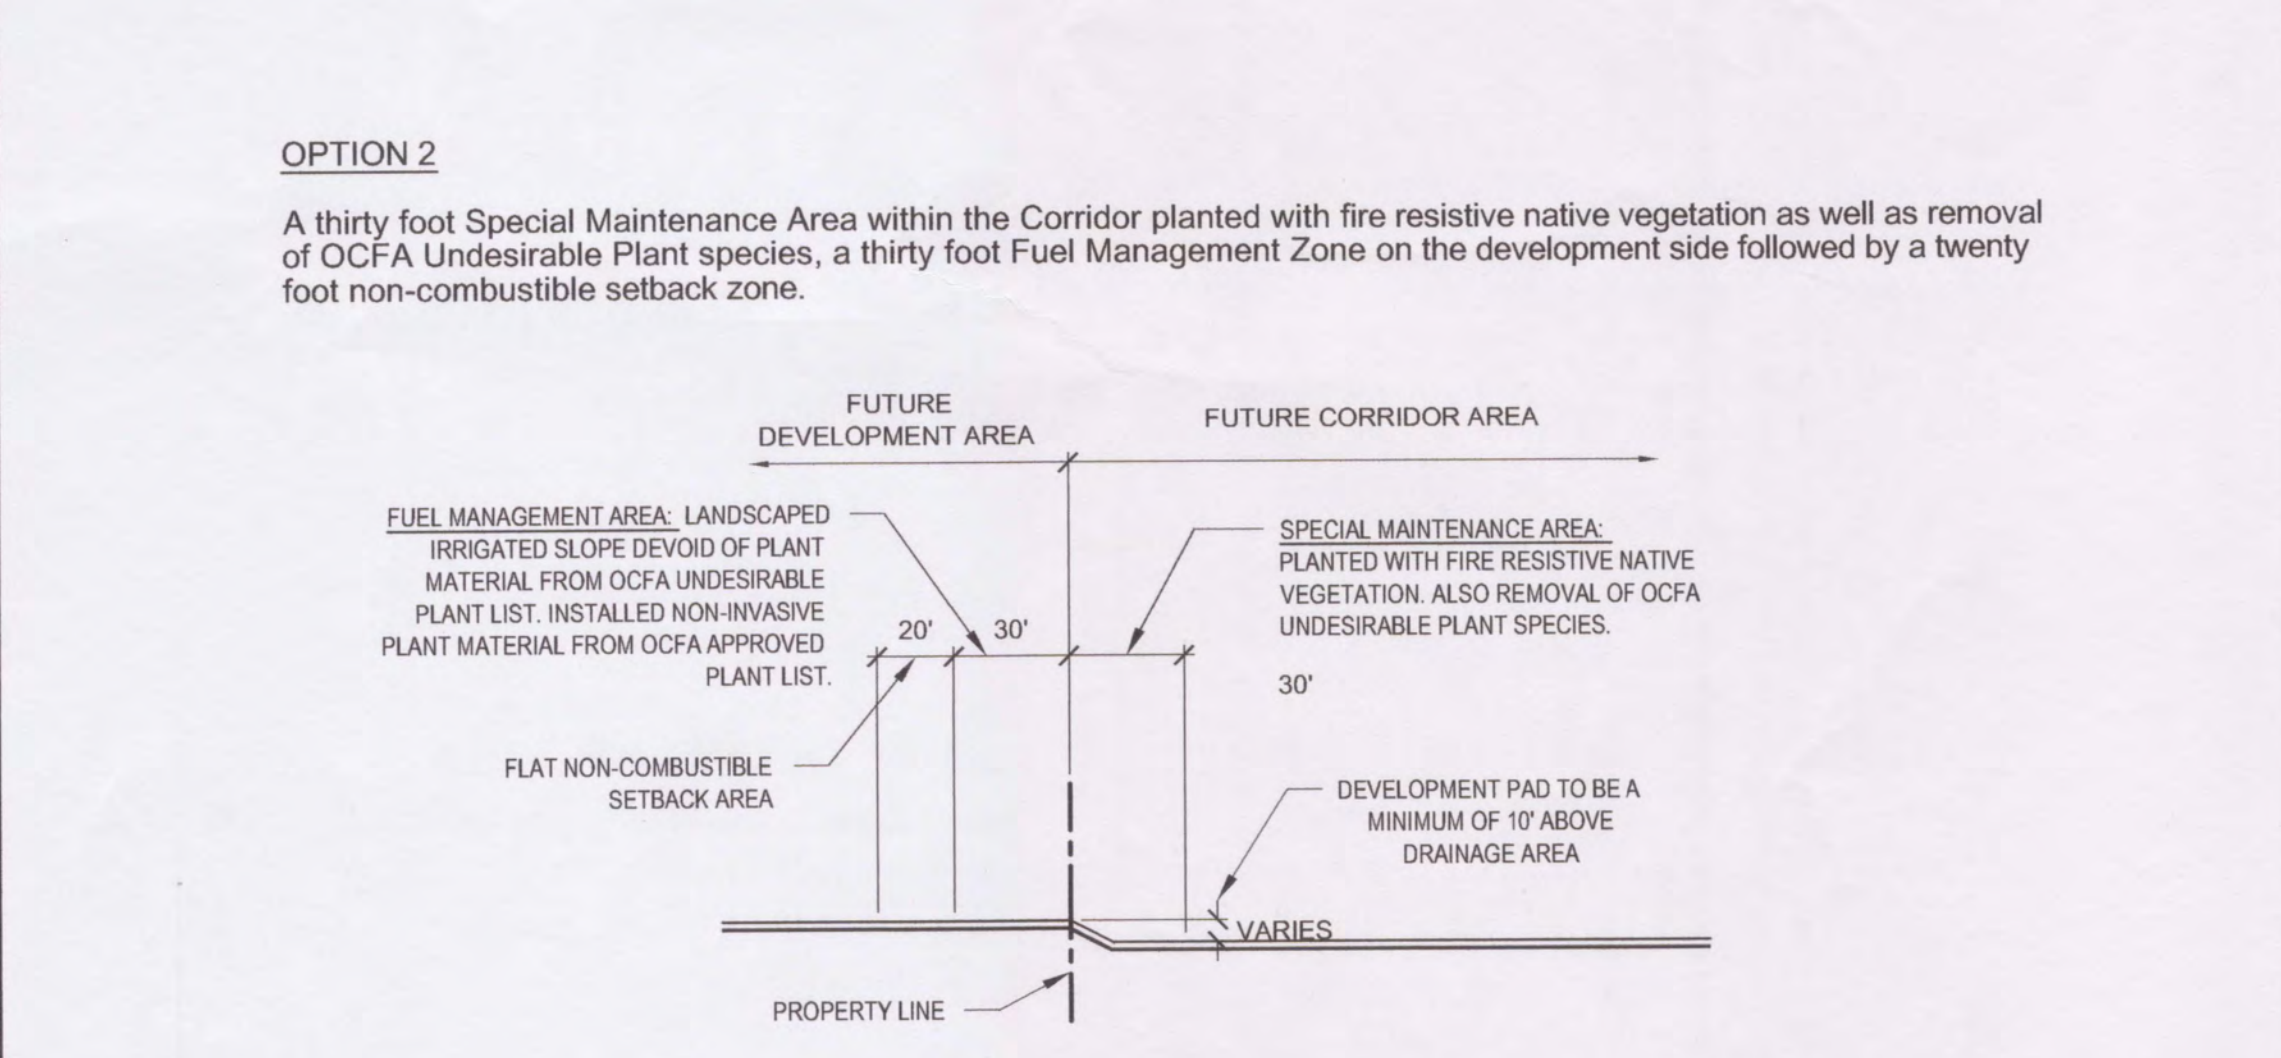 OPTION 2
A thirty foot Special Maintenance Area within the Corridor planted with fire resistive native vegetation as well as removal
of OCFA Undesirable Plant species, a thirty foot Fuel Management Zone on the development side followed by a twenty
foot non-combustible setback zone.
FUTURE
DEVELOPMENT AREA
FUTURE CORRIDOR AREA
FUEL MANAGEMENT AREA: LANDSCAPED
IRRIGATED SLOPE DEVOID OF PLANT
MATERIAL FROM OCFA UNDESIRABLE
PLANT LIST. INSTALLED NON-INVASIVE
PLANT MATERIAL FROM OCFA APPROVED
PLANT LIST.
20'
30'
SPECIAL MAINTENANCE AREA:
PLANTED WITH FIRE RESISTIVE NATIVE
VEGETATION. ALSO REMOVAL OF OCFA
UNDESIRABLE PLANT SPECIES.
30'
FLAT NON-COMBUSTIBLE
SETBACK AREA
DEVELOPMENT PAD TO BE A
MINIMUM OF 10' ABOVE
DRAINAGE AREA
VARIES
PROPERTY LINE